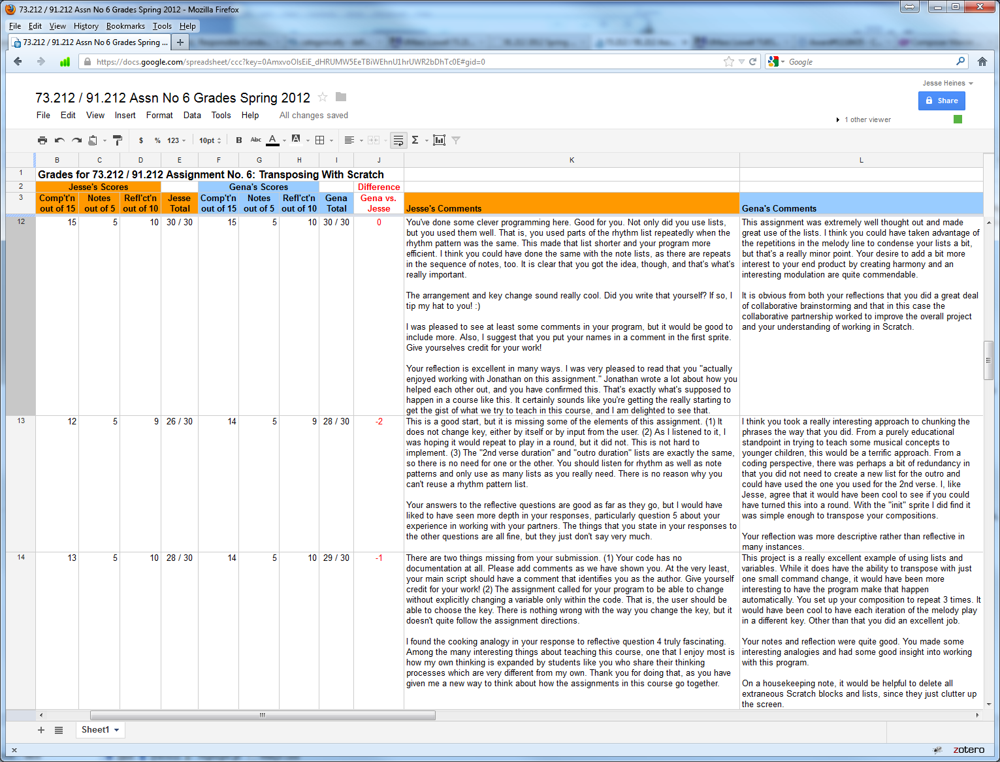 73.212 / 91.212 Assn No 6 Grades Spring 2012 - Mozilla Firefox
File Edit View History Bookmarks Tools Help
73.212 / 91.212 Assn No 6 Grades Spring ...
https://docs.google.com/spreadsheet/ccc?key=0AmxvoOlsEiE_dHRUMW5EeTBiWEhnU1hrUWR2bDhTc0E#gid=0
Google
Jesse Heines
73.212 / 91.212 Assn No 6 Grades Spring 2012
Share
File Edit View Insert Format Data Tools Help All changes saved
1 other viewer
$ % 123 10pt B Abc A A Σ
B C D E F G H I J K L
1 Grades for 73.212 / 91.212 Assignment No. 6: Transposing With Scratch
2 Jesse's Scores Gena's Scores Difference
3 Comp't'n Notes Refl'ct'n Jesse Comp't'n Notes Refl'ct'n Gena Gena vs.
out of 15 out of 5 out of 10 Total out of 15 out of 5 out of 10 Total Jesse Jesse's Comments Gena's Comments
12 15 5 10 30 / 30 15 5 10 30 / 30 0
You've done some clever programming here. Good for you. Not only did you use lists,
but you used them well. That is, you used parts of the rhythm list repeatedly when the
rhythm pattern was the same. This made that list shorter and your program more
efficient. I think you could have done the same with the note lists, as there are repeats
in the sequence of notes, too. It is clear that you got the idea, though, and that's what's
really important.
The arrangement and key change sound really cool. Did you write that yourself? If so, I
tip my hat to you! :)
I was pleased to see at least some comments in your program, but it would be good to
include more. Also, I suggest that you put your names in a comment in the first sprite.
Give yourselves credit for your work!
Your reflection is excellent in many ways. I was very pleased to read that you "actually
enjoyed working with Jonathan on this assignment." Jonathan wrote a lot about how you
helped each other out, and you have confirmed this. That's exactly what's supposed to
happen in a course like this. It certainly sounds like you're getting the really starting to
get the gist of what we try to teach in this course, and I am delighted to see that.
This assignment was extremely well thought out and made
great use of the lists. I think you could have taken advantage of
the repetitions in the melody line to condense your lists a bit,
but that's a really minor point. Your desire to add a bit more
interest to your end product by creating harmony and an
interesting modulation are quite commendable.
It is obvious from both your reflections that you did a great deal
of collaborative brainstorming and that in this case the
collaborative partnership worked to improve the overall project
and your understanding of working in Scratch.
13 12 5 9 26 / 30 14 5 9 28 / 30 -2
This is a good start, but it is missing some of the elements of this assignment. (1) It
does not change key, either by itself or by input from the user. (2) As I listened to it, I
was hoping it would repeat to play in a round, but it did not. This is not hard to
implement. (3) The "2nd verse duration" and "outro duration" lists are exactly the same,
so there is no need for one or the other. You should listen for rhythm as well as note
patterns and only use as many lists as you really need. There is no reason why you
can't reuse a rhythm pattern list.
Your answers to the reflective questions are good as far as they go, but I would have
liked to have seen more depth in your responses, particularly question 5 about your
experience in working with your partners. The things that you state in your responses to
the other questions are all fine, but they just don't say very much.
I think you took a really interesting approach to chunking the
phrases the way that you did. From a purely educational
standpoint in trying to teach some musical concepts to
younger children, this would be a terrific approach. From a
coding perspective, there was perhaps a bit of redundancy in
that you did not need to create a new list for the outro and
could have used the one you used for the 2nd verse. I, like
Jesse, agree that it would have been cool to see if you could
have turned this into a round. With the "init" sprite I did find it
was simple enough to transpose your compositions.
Your reflection was more descriptive rather than reflective in
many instances.
14 13 5 10 28 / 30 14 5 10 29 / 30 -1
There are two things missing from your submission. (1) Your code has no
documentation at all. Please add comments as we have shown you. At the very least,
your main script should have a comment that identifies you as the author. Give yourself
credit for your work! (2) The assignment called for your program to be able to change
without explicitly changing a variable only within the code. That is, the user should be
able to choose the key. There is nothing wrong with the way you change the key, but it
doesn't quite follow the assignment directions.
I found the cooking analogy in your response to reflective question 4 truly fascinating.
Among the many interesting things about teaching this course, one that I enjoy most is
how my own thinking is expanded by students like you who share their thinking
processes which are very different from my own. Thank you for doing that, as you have
given me a new way to think about how the assignments in this course go together.
This project is a really excellent example of using lists and
variables. While it does have the ability to transpose with just
one small command change, it would have been more
interesting to have the program make that happen
automatically. You set up your composition to repeat 3 times. It
would have been cool to have each iteration of the melody play
in a different key. Other than that you did an excellent job.
Your notes and reflection were quite good. You made some
interesting analogies and had some good insight into working
with this program.
On a housekeeping note, it would be helpful to delete all
extraneous Scratch blocks and lists, since they just clutter up
the screen.
Sheet1
zotero